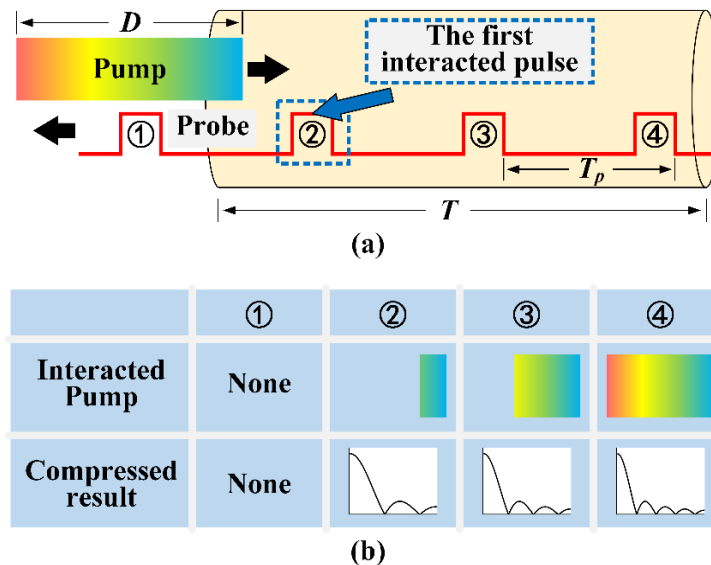 D
Pump
The first
interacted pulse
Probe
① ② ③ ④
Tp
T
(a)
① ② ③ ④
Interacted
Pump
None
Compressed
result
None
(b)